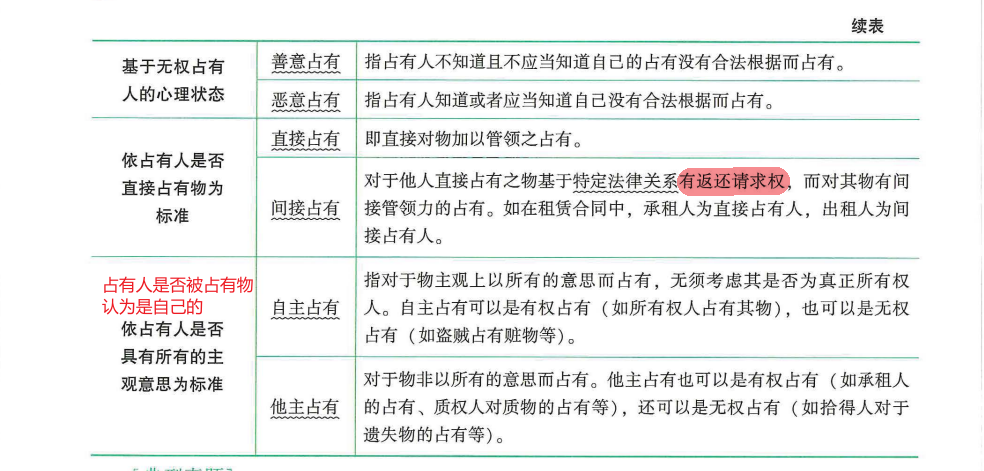 续表
基于无权占有
人的心理状态
善意占有
指占有人不知道且不应当知道自己的占有没有合法根据而占有。
恶意占有
指占有人知道或者应当知道自己没有合法根据而占有。
依占有人是否
直接占有物为
标准
直接占有
即直接对物加以管领之占有。
间接占有
对于他人直接占有之物基于特定法律关系有返还请求权，而对其物有间
接管领力的占有。如在租赁合同中，承租人为直接占有人，出租人为间
接占有人。
占有人是否被占有物
认为是自己的
依占有人是否
具有所有的主
观意思为标准
自主占有
指对于物主观上以所有的意思而占有，无须考虑其是否为真正所有权
人。自主占有可以是有权占有（如所有权人占有其物），也可以是无权
占有（如盗贼占有赃物等）。
他主占有
对于物非以所有的意思而占有。他主占有也可以是有权占有（如承租人
的占有、质权人对质物的占有等），还可以是无权占有（如拾得人对于
遗失物的占有等）。